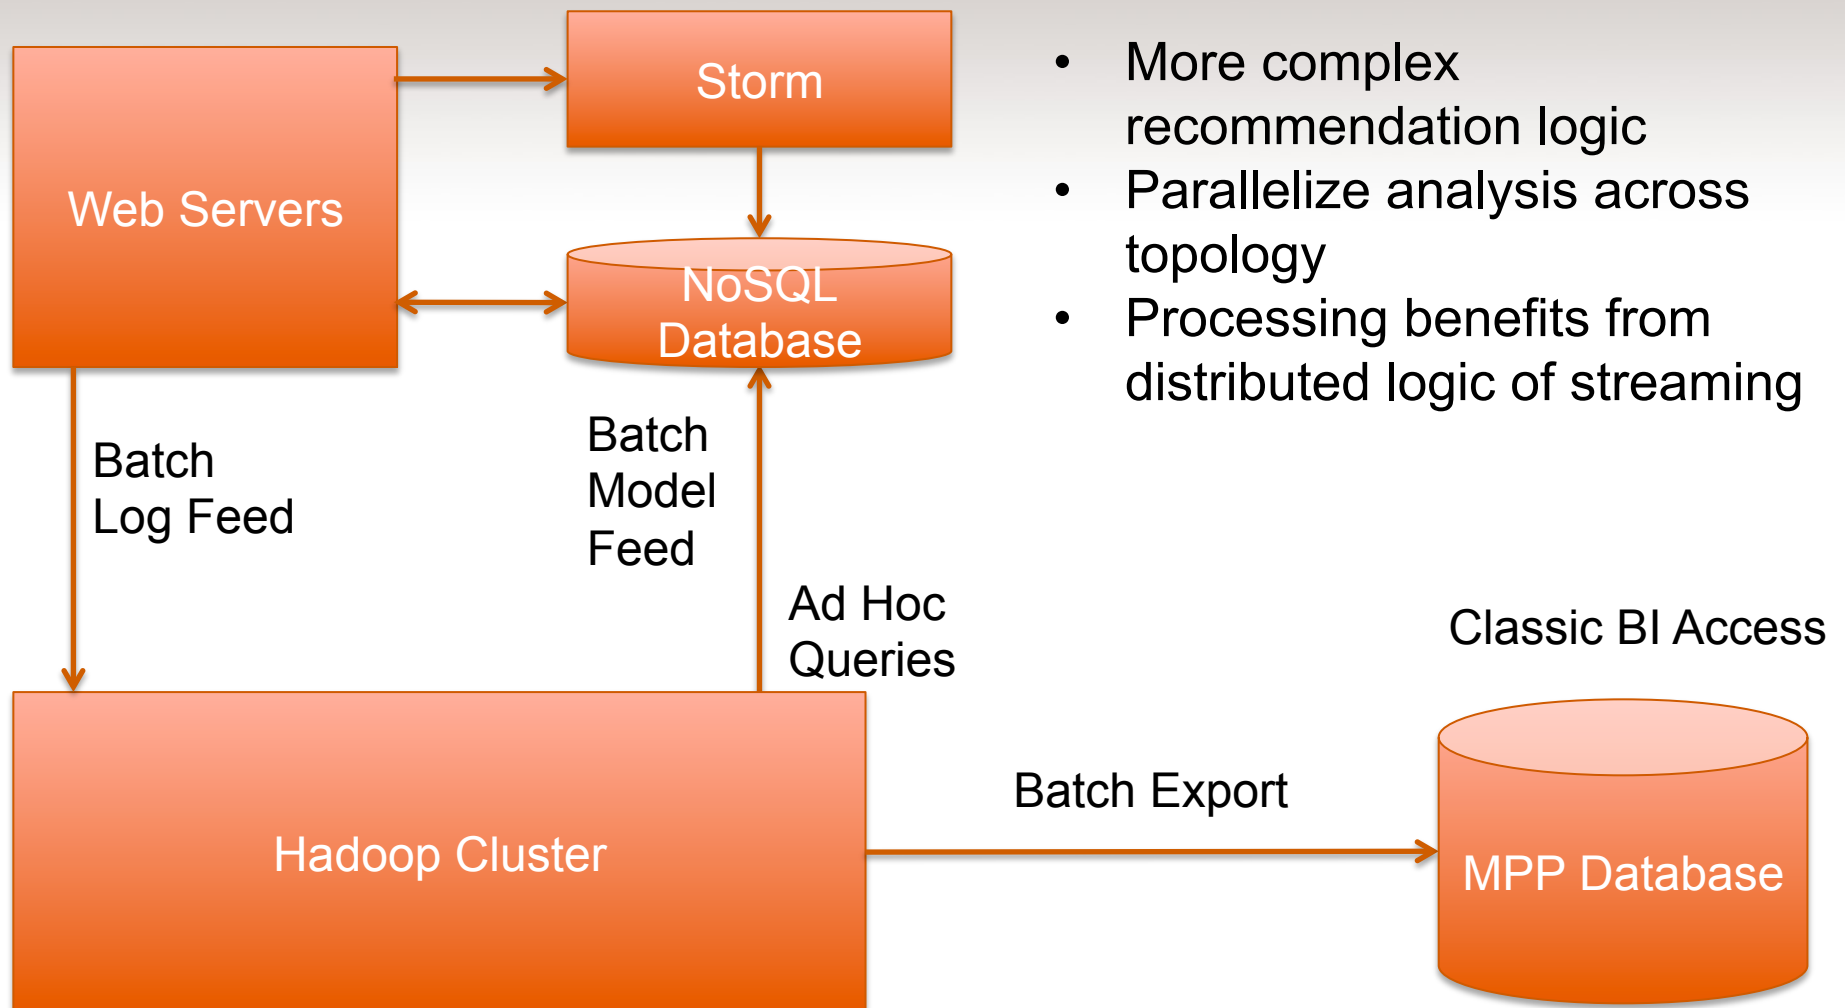 Storm
Web Servers
NoSQL
Database
• More complex
recommendation logic
• Parallelize analysis across
topology
• Processing benefits from
distributed logic of streaming
Batch
Log Feed
Batch
Model
Feed
Ad Hoc
Queries
Classic BI Access
Batch Export
Hadoop Cluster
MPP Database